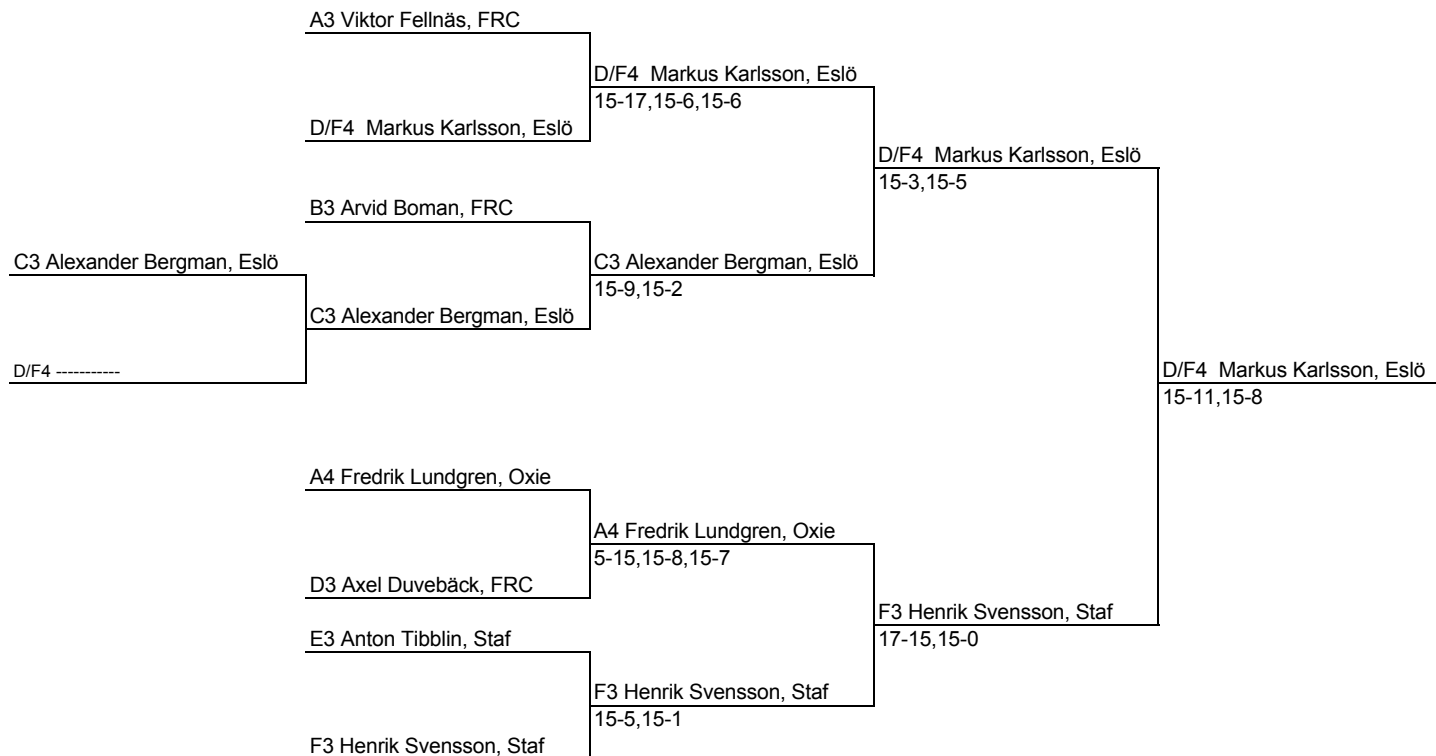 A3 Viktor Fellnäs, FRC
D/F4  Markus Karlsson, Eslö
15-17,15-6,15-6
D/F4  Markus Karlsson, Eslö
D/F4  Markus Karlsson, Eslö
15-3,15-5
B3 Arvid Boman, FRC
C3 Alexander Bergman, Eslö
C3 Alexander Bergman, Eslö
15-9,15-2
C3 Alexander Bergman, Eslö
D/F4 -----------
D/F4  Markus Karlsson, Eslö
15-11,15-8
A4 Fredrik Lundgren, Oxie
A4 Fredrik Lundgren, Oxie
5-15,15-8,15-7
D3 Axel Duvebäck, FRC
F3 Henrik Svensson, Staf
17-15,15-0
E3 Anton Tibblin, Staf
F3 Henrik Svensson, Staf
15-5,15-1
F3 Henrik Svensson, Staf